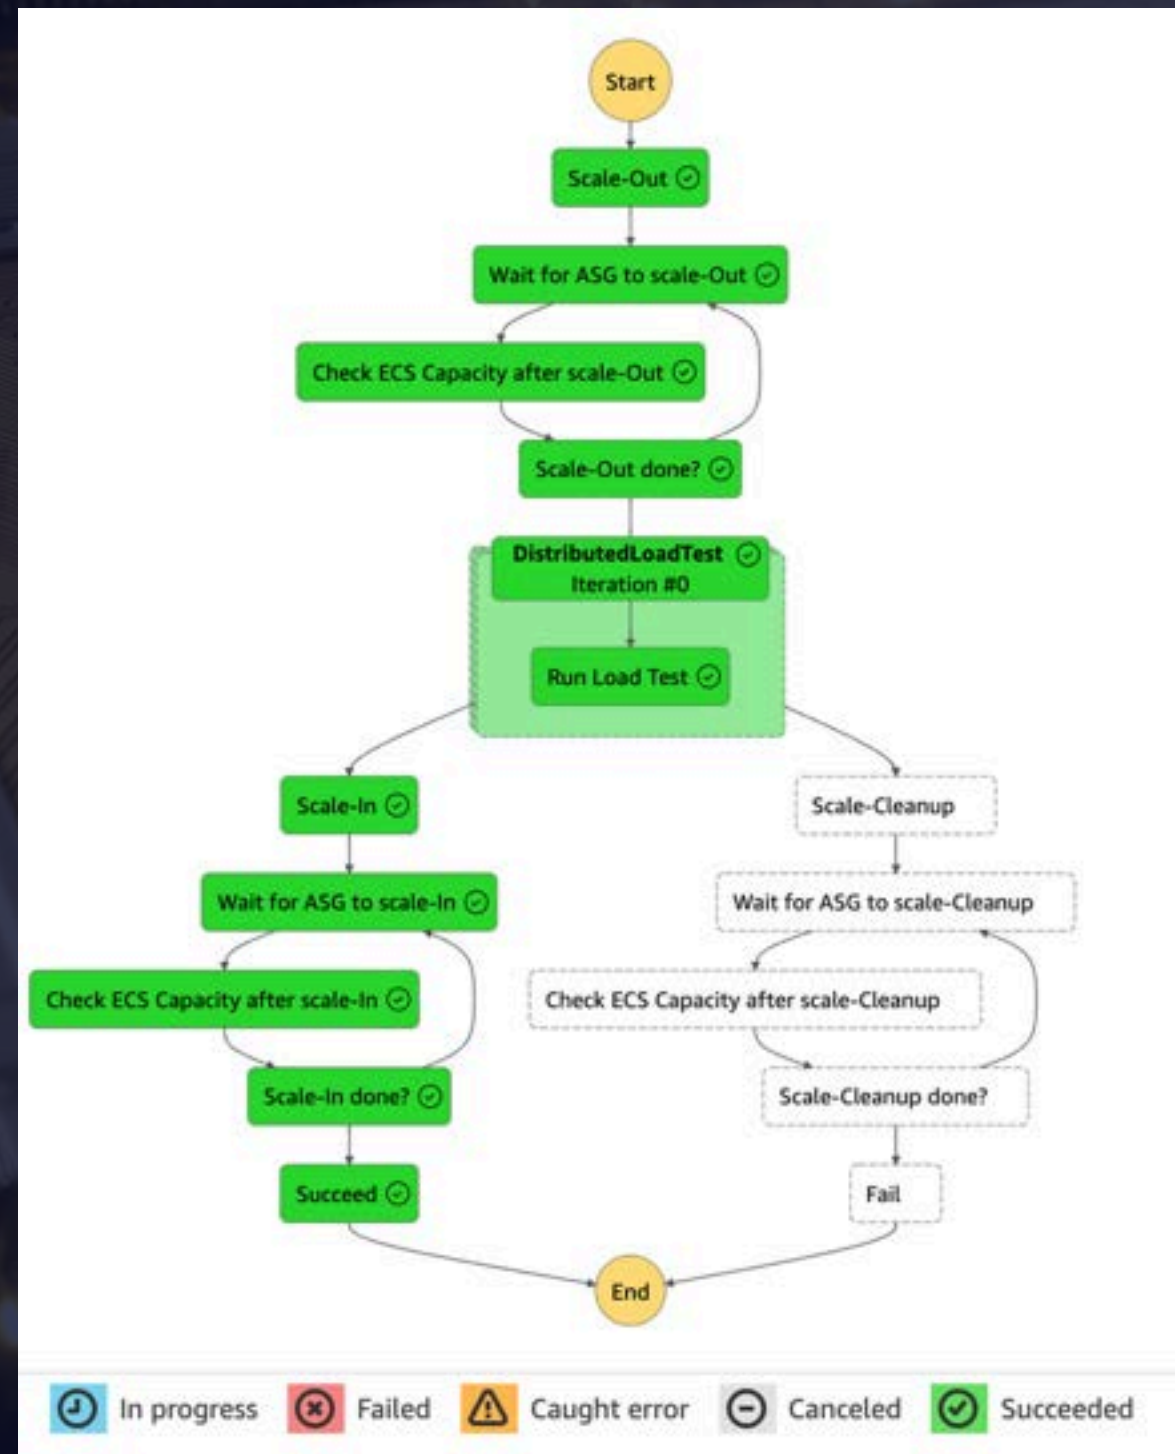 Start
Scale-Out
Wait for ASG to scale-Out
Check ECS Capacity after scale-Out
Scale-Out done?
DistributedLoadTest
Iteration #0
Run Load Test
Scale-In
Scale-Cleanup
Wait for ASG to scale-In
Wait for ASG to scale-Cleanup
Check ECS Capacity after scale-In
Check ECS Capacity after scale-Cleanup
Scale-In done?
Scale-Cleanup done?
Succeed
Fail
End
In progress
Failed
Caught error
Canceled
Succeeded